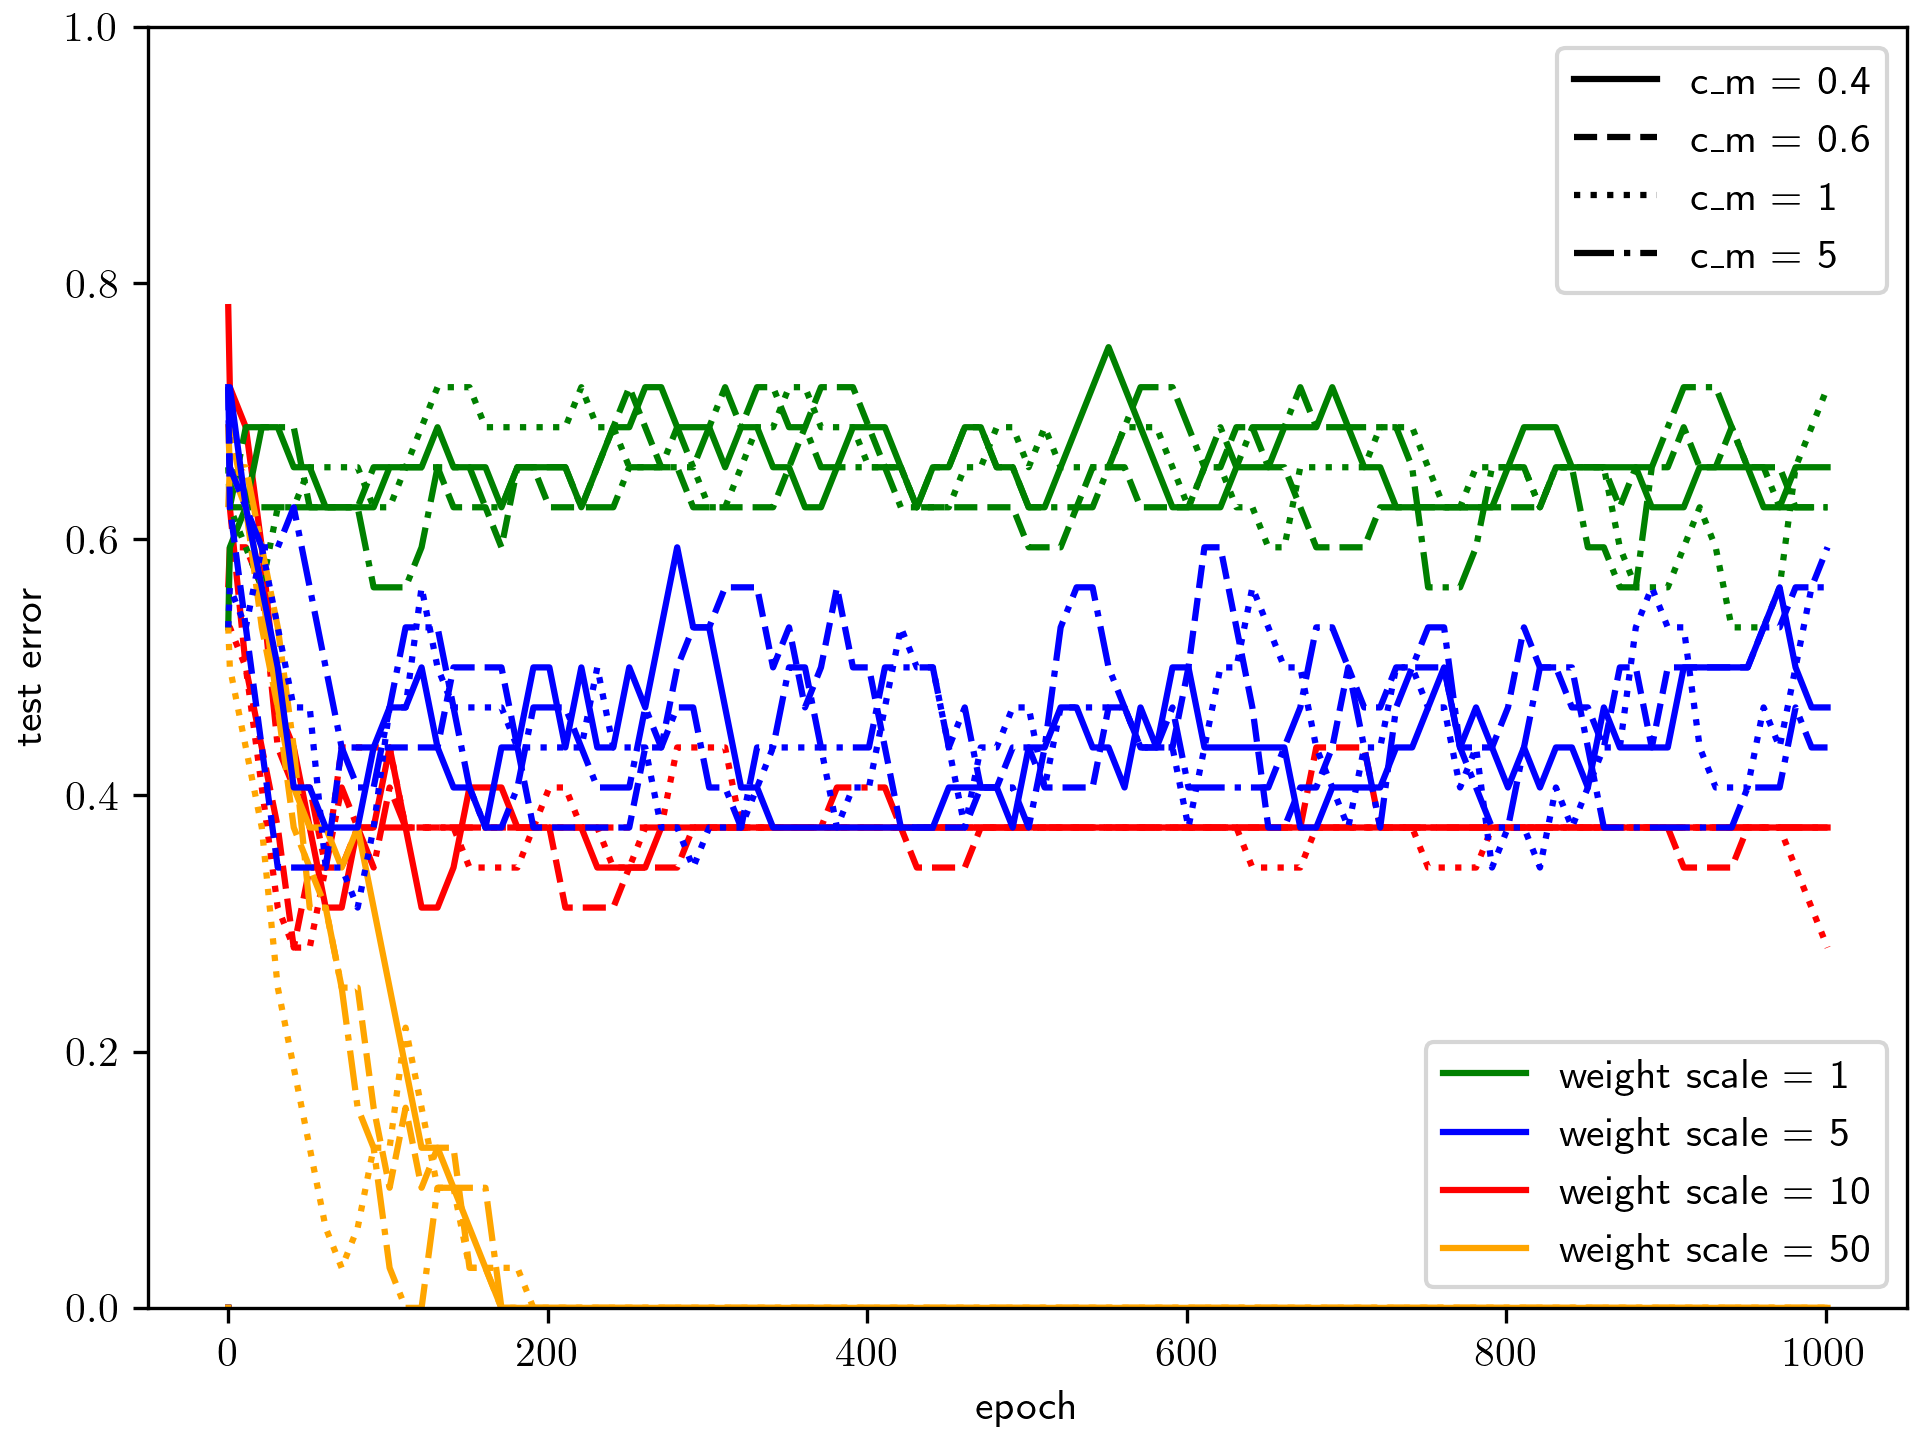 1.0
0.8
0.6
0.4
0.2
0.0
test error
0
200
400
600
800
1000
epoch
c_m = 0.4
c_m = 0.6
c_m = 1
c_m = 5
weight scale = 1
weight scale = 5
weight scale = 10
weight scale = 50